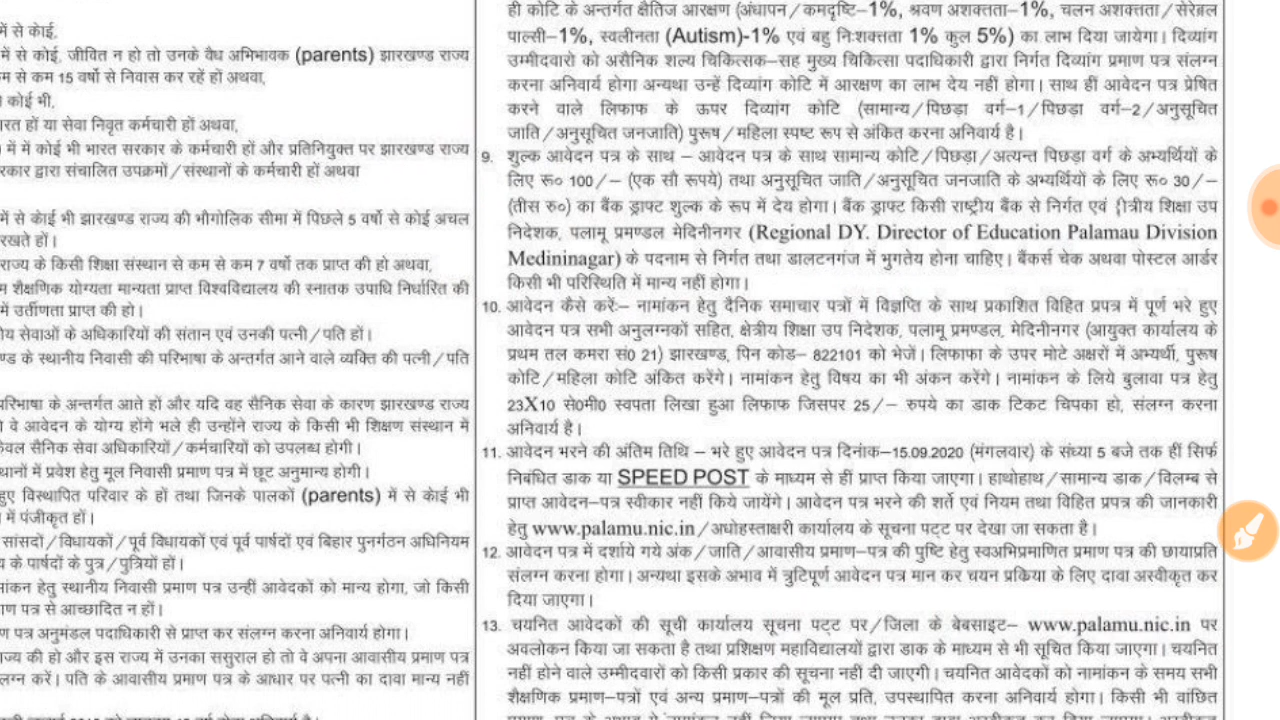 में से कोई,
में से कोई, जीवित न हो तो उनके वैध अभिभावक (parents) झारखण्ड राज्य
म से कम 15 वर्षो से निवास कर रहें हों अथवा,
कोई भी,
रत हों या सेवा निवृत कर्मचारी हों अथवा,
में में कोई भी भारत सरकार के कर्मचारी हों और प्रतिनियुक्त पर झारखण्ड राज्य
रकार द्वारा संचालित उपक्रमों/संस्थानों के कर्मचारी हों अथवा
में से कोई भी झारखण्ड राज्य की भौगोलिक सीमा में पिछले 5 वर्षो से कोई अचल
रखते हों।
राज्य के किसी शिक्षा संस्थान से कम से कम 7 वर्षो तक प्राप्त की हो अथवा,
म शैक्षणिक योग्यता मान्यता प्राप्त विश्वविद्यालय की स्नातक उपाधि निर्धारित की
में उर्तीणता प्राप्त की हो।
ीय सेवाओं के अधिकारियों की संतान एवं उनकी पत्नी/पति हों।
ण्ड के स्थानीय निवासी की परिभाषा के अन्तर्गत आने वाले व्यक्ति की पत्नी/पति
परिभाषा के अन्तर्गत आते हों और यदि वह सैनिक सेवा के कारण झारखण्ड राज्य
वे आवेदन के योग्य होंगे भले ही उन्होंने राज्य के किसी भी शिक्षण संस्थान में
केवल सैनिक सेवा अधिकारियों/कर्मचारियों को उपलब्ध होगी।
थानों में प्रवेश हेतु मूल निवासी प्रमाण पत्र में छूट अनुमान्य होगी।
हुए विस्थापित परिवार के हों तथा जिनके पालकों (parents) में से कोई भी
में पंजीकृत हों।
सांसदों/विधायकों/पूर्व विधायकों एवं पूर्व पार्षदों एवं बिहार पुनर्गठन अधिनियम
के पार्षदों के पुत्र/पुत्रियों हों।
मांकन हेतु स्थानीय निवासी प्रमाण पत्र उन्हीं आवेदकों को मान्य होगा, जो किसी
माण पत्र से आच्छादित न हों।
ण पत्र अनुमंडल पदाधिकारी से प्राप्त कर संलग्न करना अनिवार्य होगा।
ज्य की हो और इस राज्य में उनका ससुराल हो तो वे अपना आवासीय प्रमाण पत्र
लग्न करें। पति के आवासीय प्रमाण पत्र के आधार पर पत्नी का दावा मान्य नहीं
ही कोटि के अन्तर्गत क्षैतिज आरक्षण (अंधापन/कमदृष्टि–1%, श्रवण अशक्तता–1%, चलन अशक्तता/सेरेब्रल
पाल्सी–1%, स्वलीनता (Autism)-1% एवं बहु निःशक्तता 1% कुल 5%) का लाभ दिया जायेगा। दिव्यांग
उम्मीदवारो को असैनिक शल्य चिकित्सक–सह मुख्य चिकित्सा पदाधिकारी द्वारा निर्गत दिव्यांग प्रमाण पत्र संलग्न
करना अनिवार्य होगा अन्यथा उन्हें दिव्यांग कोटि में आरक्षण का लाभ देय नहीं होगा। साथ हीं आवेदन पत्र प्रेषित
करने वाले लिफाफ के ऊपर दिव्यांग कोटि (सामान्य/पिछड़ा वर्ग–1/पिछड़ा वर्ग–2/अनुसूचित
जाति/अनुसूचित जनजाति) पुरूष/महिला स्पष्ट रूप से अंकित करना अनिवार्य है।
9. शुल्क आवेदन पत्र के साथ – आवेदन पत्र के साथ सामान्य कोटि/पिछड़ा/अत्यन्त पिछड़ा वर्ग के अभ्यर्थियों के
लिए रू० 100/– (एक सौ रूपये) तथा अनुसूचित जाति/अनुसूचित जनजाति के अभ्यर्थियों के लिए रू० 30/–
(तीस रु०) का बैंक ड्राफ्ट शुल्क के रूप में देय होगा। बैंक ड्राफ्ट किसी राष्ट्रीय बैंक से निर्गत एवं ोत्रीय शिक्षा उप
निदेशक, पलामू प्रमण्डल मेदिनीनगर (Regional DY. Director of Education Palamau Division
Medininagar) के पदनाम से निर्गत तथा डालटनगंज में भुगतेय होना चाहिए। बैंकर्स चेक अथवा पोस्टल आर्डर
किसी भी परिस्थिति में मान्य नहीं होगा।
10. आवेदन कैसे करेंः– नामांकन हेतु दैनिक समाचार पत्रों में विज्ञप्ति के साथ प्रकाशित विहित प्रपत्र में पूर्ण भरे हुए
आवेदन पत्र सभी अनुलग्नकों सहित, क्षेत्रीय शिक्षा उप निदेशक, पलामू प्रमण्डल, मेदिनीनगर (आयुक्त कार्यालय के
प्रथम तल कमरा सं0 21) झारखण्ड, पिन कोड– 822101 को भेजें। लिफाफा के उपर मोटे अक्षरों में अभ्यर्थी, पुरूष
कोटि/महिला कोटि अंकित करेंगे। नामांकन हेतु विषय का भी अंकन करेंगे। नामांकन के लिये बुलावा पत्र हेतु
23X10 से0मी0 स्वपता लिखा हुआ लिफाफ जिसपर 25/– रुपये का डाक टिकट चिपका हो, संलग्न करना
अनिवार्य है।
11. आवेदन भरने की अंतिम तिथि – भरे हुए आवेदन पत्र दिनांक–15.09.2020 (मंगलवार) के संध्या 5 बजे तक हीं सिर्फ
निबंधित डाक या SPEED POST के माध्यम से हीं प्राप्त किया जाएगा। हाथोहाथ/सामान्य डाक/विलम्ब से
प्राप्त आवेदन–पत्र स्वीकार नहीं किये जायेंगे। आवेदन पत्र भरने की शर्ते एवं नियम तथा विहित प्रपत्र की जानकारी
हेतु www.palamu.nic.in/अधोहस्ताक्षरी कार्यालय के सूचना पट्ट पर देखा जा सकता है।
12. आवेदन पत्र में दर्शाये गये अंक/जाति/आवासीय प्रमाण–पत्र की पुष्टि हेतु स्वअभिप्रमाणित प्रमाण पत्र की छायाप्रति
संलग्न करना होगा। अन्यथा इसके अभाव में त्रुटिपूर्ण आवेदन पत्र मान कर चयन प्रक्रिया के लिए दावा अस्वीकृत कर
दिया जाएगा।
13. चयनित आवेदकों की सूची कार्यालय सूचना पट्ट पर/जिला के बेबसाइट– www.palamu.nic.in पर
अवलोकन किया जा सकता है तथा प्रशिक्षण महाविद्यालयों द्वारा डाक के माध्यम से भी सूचित किया जाएगा। चयनित
नहीं होने वाले उम्मीदवारों को किसी प्रकार की सूचना नहीं दी जाएगी। चयनित आवेदकों को नामांकन के समय सभी
शैक्षणिक प्रमाण–पत्रों एवं अन्य प्रमाण–पत्रों की मूल प्रति, उपस्थापित करना अनिवार्य होगा। किसी भी वांछित